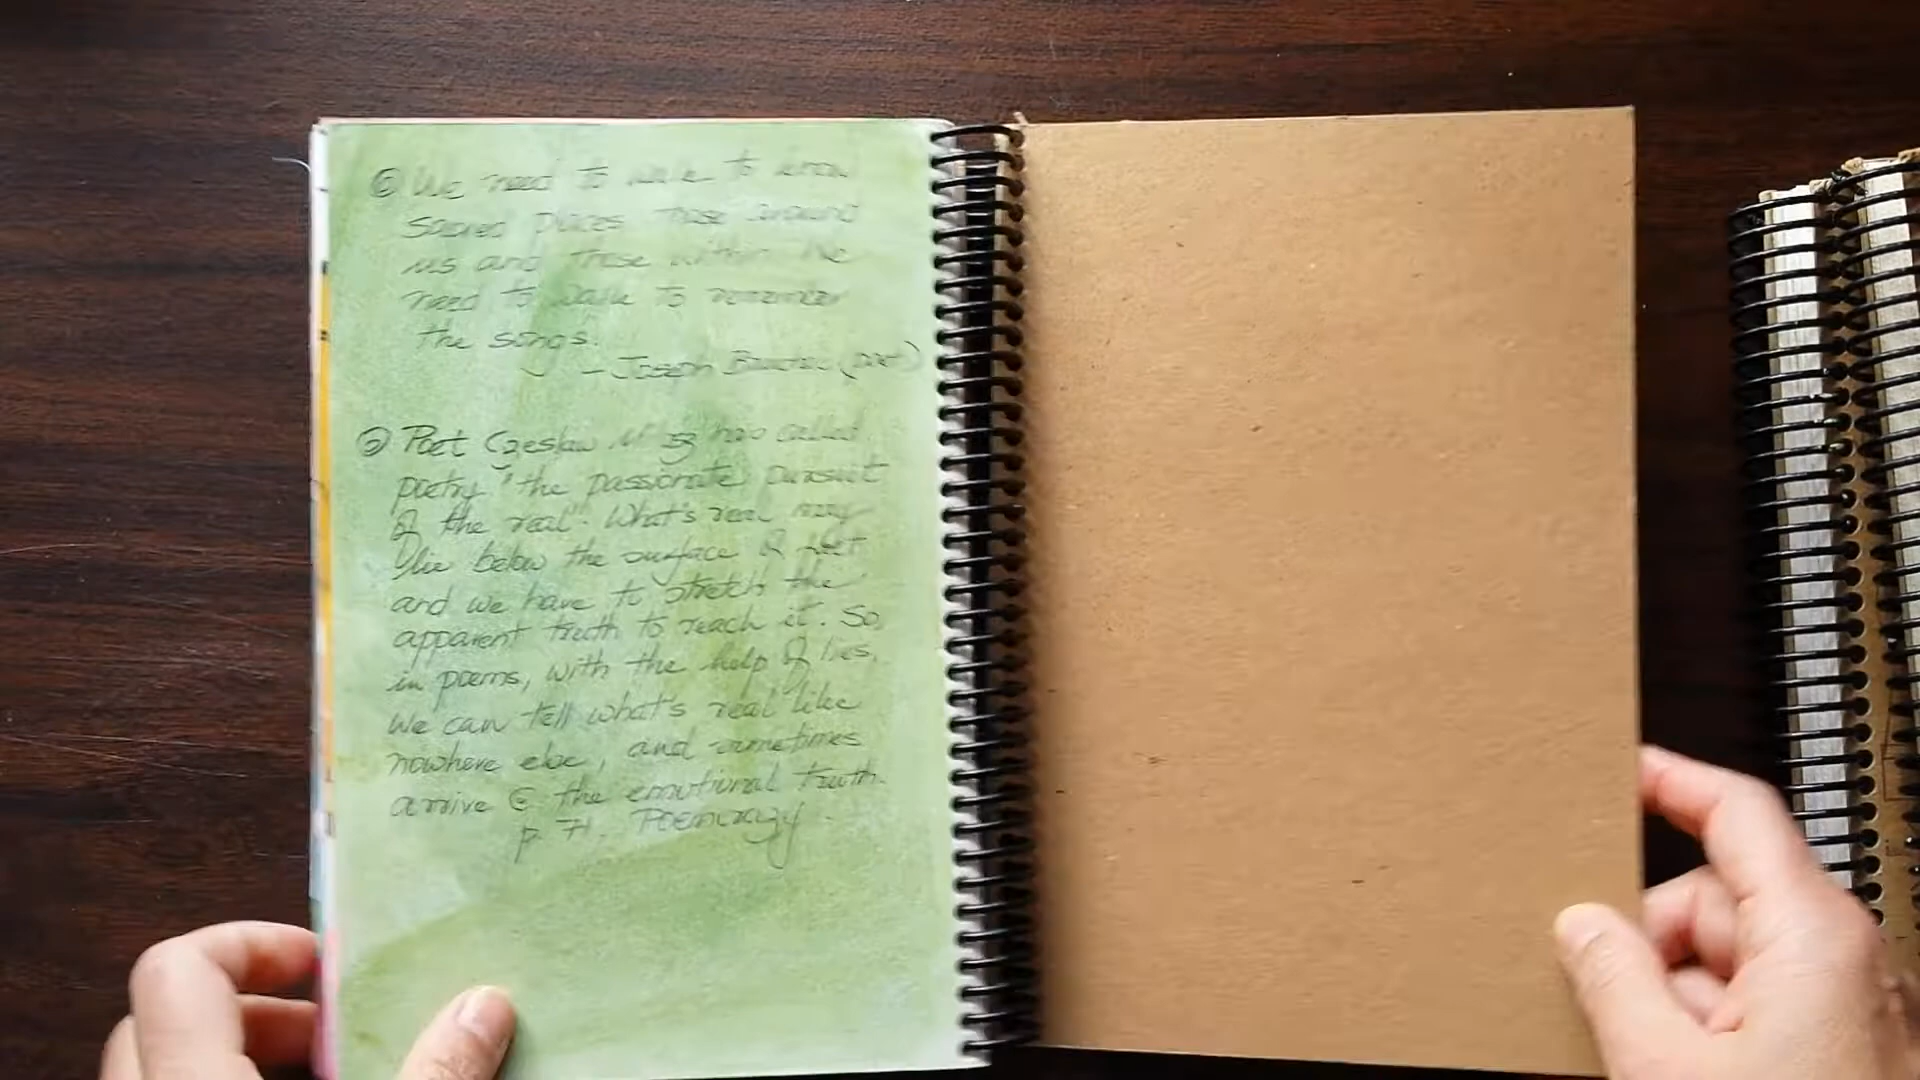 We need to walk to know
sacred places those around
us and those within. We
need to walk to remember
the songs.
- Joseph (poet)
Poet Czeslaw has called
poetry "the passionate pursuit
of the real". What's real may
lie below the surface of fact
and we have to stretch the
apparent truth to reach it. So,
in poems, with the help of lies,
we can tell what's real like
nowhere else, and sometimes
arrive @ the emotional truth.
p. 71. Poemcrazy.